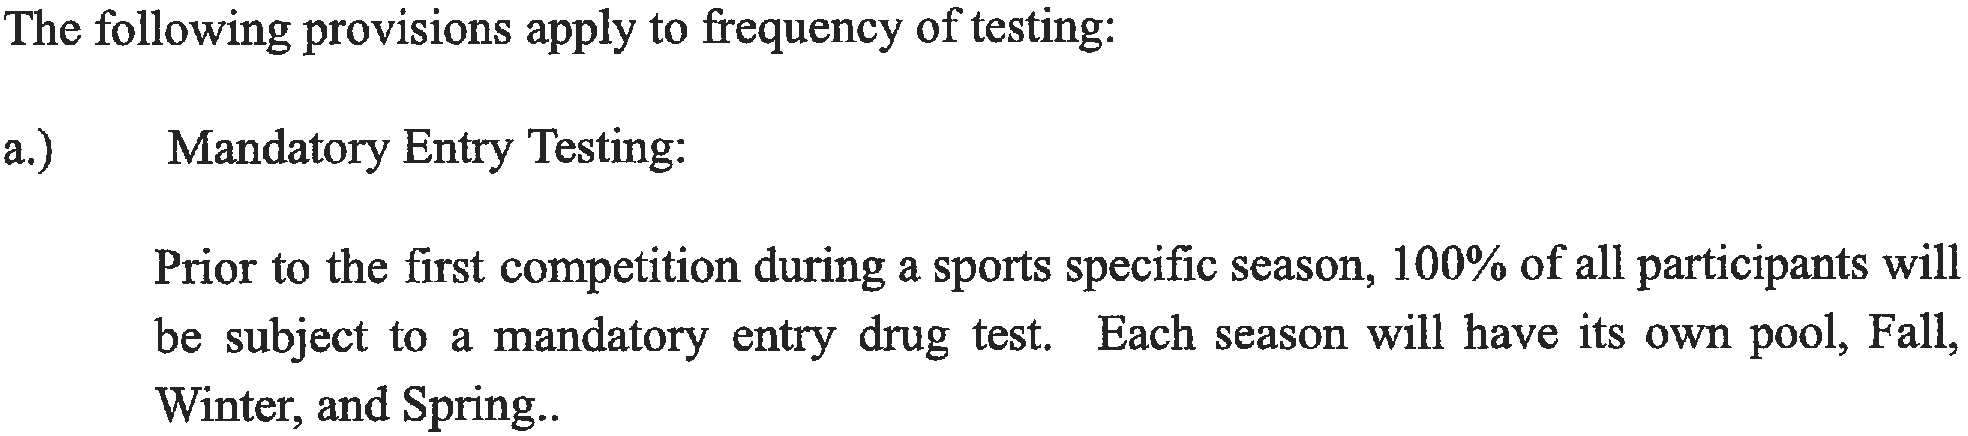 The following provisions apply to frequency of testing:
a.) Mandatory Entry Testing:
Prior to the first competition during a sports specific season, 100% of all participants will
be subject to a mandatory entry drug test. Each season will have its own pool, Fall,
Winter, and Spring..